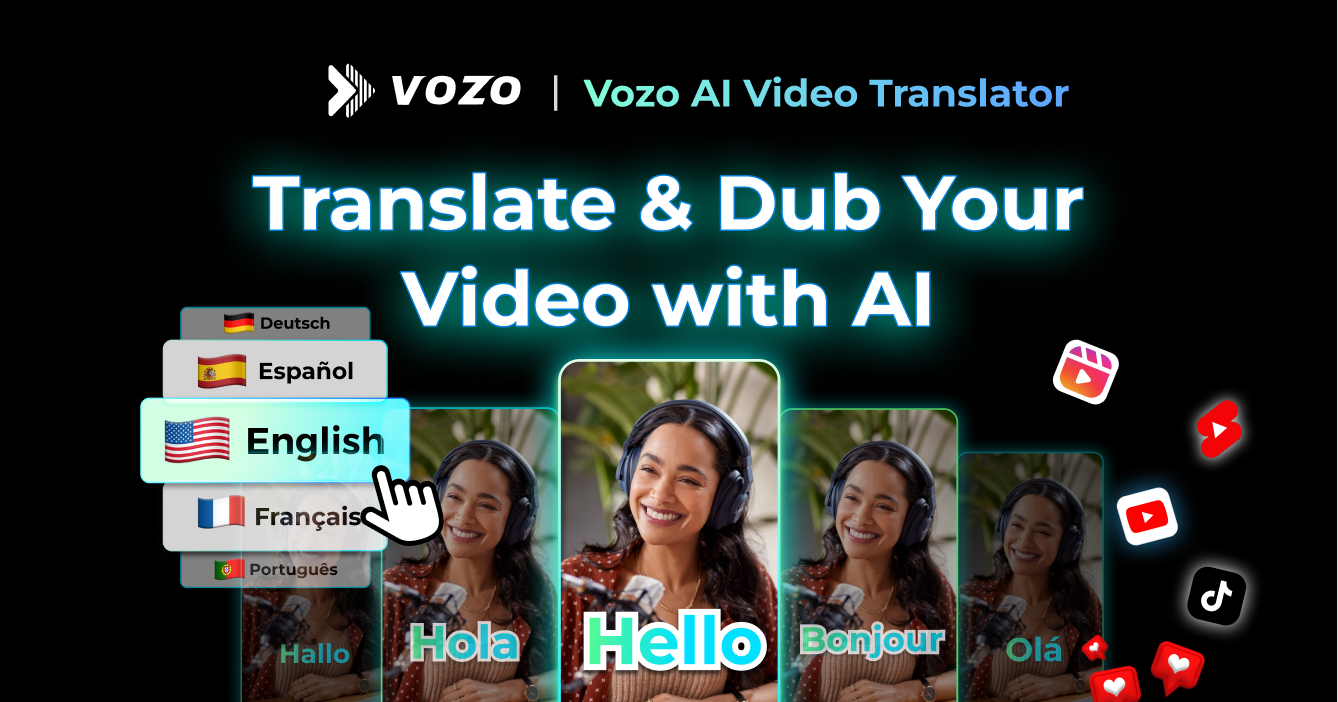 VOZO | Vozo AI Video Translator
Translate & Dub Your
Video with AI
Deutsch
Español
English
Français
Português
Hallo
Hola
Hello
Bonjour
Olá